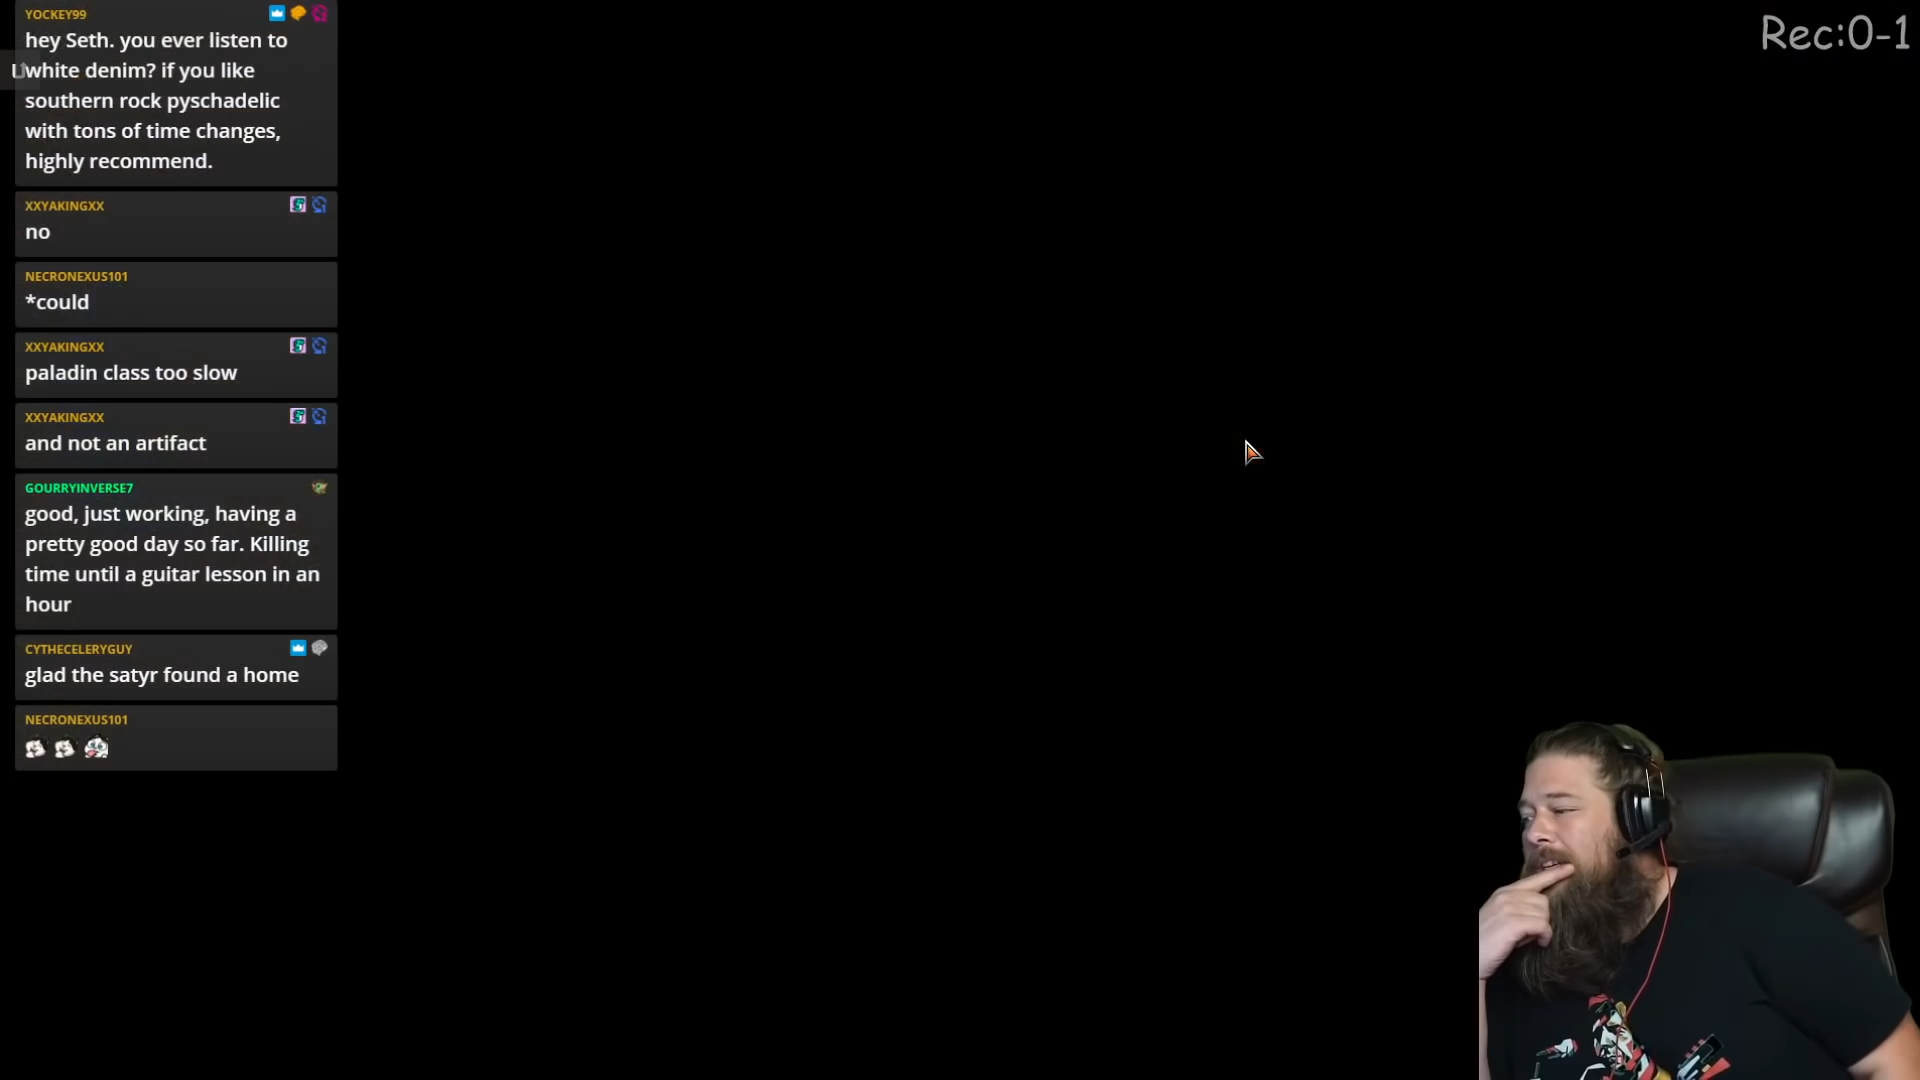 YOCKEY99
hey Seth. you ever listen to
white denim? if you like
southern rock pyschadelic
with tons of time changes,
highly recommend.
XXYAKINGXX
no
NECRONEXUS101
*could
XXYAKINGXX
paladin class too slow
XXYAKINGXX
and not an artifact
GOURRYINVERSE7
good, just working, having a
pretty good day so far. Killing
time until a guitar lesson in an
hour
CYTHECELERYGUY
glad the satyr found a home
NECRONEXUS101
Rec:0-1